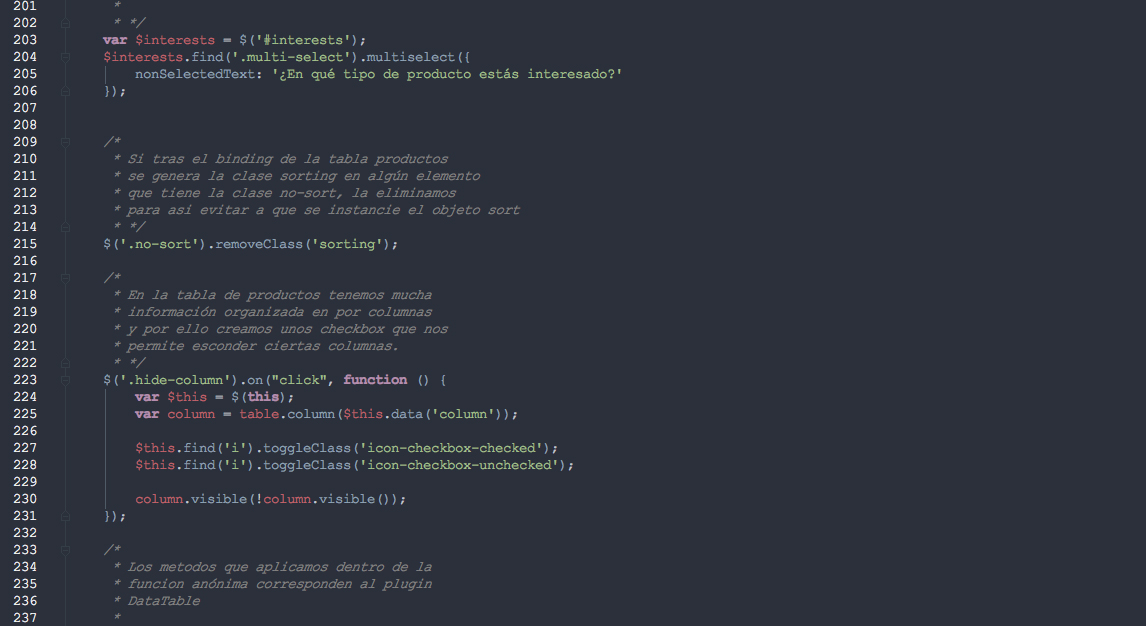 201 *
202 * */
203 var $interests = $('#interests');
204 $interests.find('.multi-select').multiselect({
205 nonSelectedText: '¿En qué tipo de producto estás interesado?'
206 });
207
208
209 /*
210 * Si tras el binding de la tabla productos
211 * se genera la clase sorting en algún elemento
212 * que tiene la clase no-sort, la eliminamos
213 * para asi evitar a que se instancie el objeto sort
214 * */
215 $('.no-sort').removeClass('sorting');
216
217 /*
218 * En la tabla de productos tenemos mucha
219 * información organizada en por columnas
220 * y por ello creamos unos checkbox que nos
221 * permite esconder ciertas columnas.
222 * */
223 $('.hide-column').on("click", function () {
224 var $this = $(this);
225 var column = table.column($this.data('column'));
226
227 $this.find('i').toggleClass('icon-checkbox-checked');
228 $this.find('i').toggleClass('icon-checkbox-unchecked');
229
230 column.visible(!column.visible());
231 });
232
233 /*
234 * Los metodos que aplicamos dentro de la
235 * funcion anónima corresponden al plugin
236 * DataTable
237 *